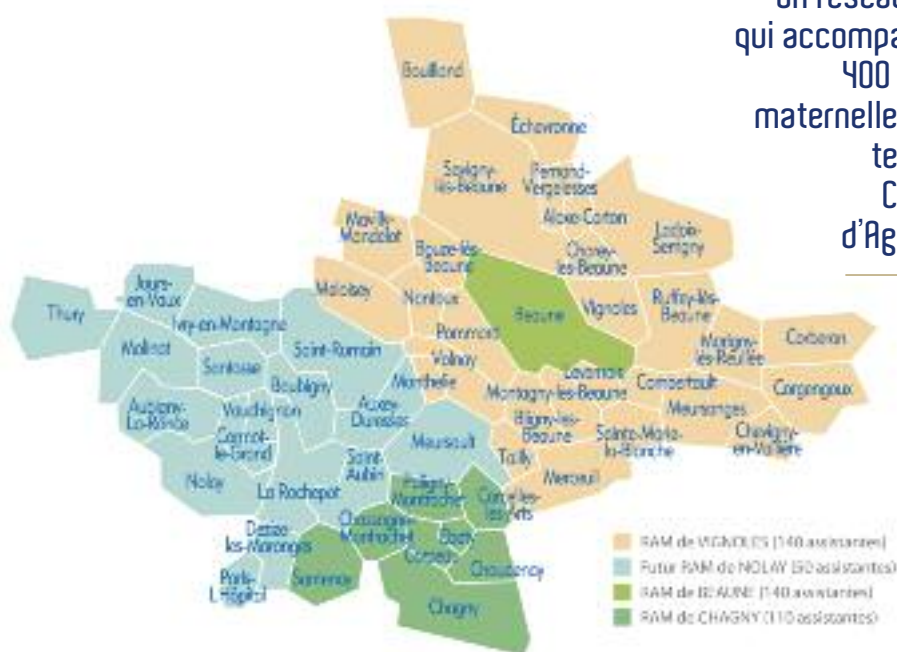 qui accompa
400
maternelle
te
C
d'Ag
Bouilland
Échevronne
Savigny-
lès-Beaune
Pernand-
Vergelesses
Aloxe-Corton
Ladoix-
Serrigny
Mavilly-
Mandelot
Bouze-lès-
Beaune
Chorey-
les-Beaune
Jours-
en-Vaux
Thury
Ivry-en-Montagne
Meloisey
Nantoux
Beaune
Vignoles
Ruffey-lès-
Beaune
Pommard
Corberon
Molinot
Santosse
Saint-Romain
Volnay
Marigny-
lès-Reullée
Baubigny
Monthelie
Levernois
Montagny-lès-Beaune
Combertault
Corgengoux
Aubigny-
La-Ronce
Vauchignon
Auxey-
Duresses
Meursanges
Cormot-
le-Grand
Meursault
Bligny-lès-
Beaune
Sainte-Marie-
la-Blanche
Chevigny-
en-Valière
Saint-
Aubin
Tailly
Nolay
La Rochepot
Puligny-
Montrachet
Merceuil
Corcelles-
les-Arts
Dezize-
les-Maranges
Chassagne-
Montrachet
Ebaty
Corpeau
Chaudenay
Paris-
L'Hôpital
Santenay
Chagny
RAM de VIGNOLES (140 assistantes)
Futur RAM de NOLAY (50 assistantes)
RAM de BEAUNE (140 assistantes)
RAM de CHAGNY (110 assistantes)